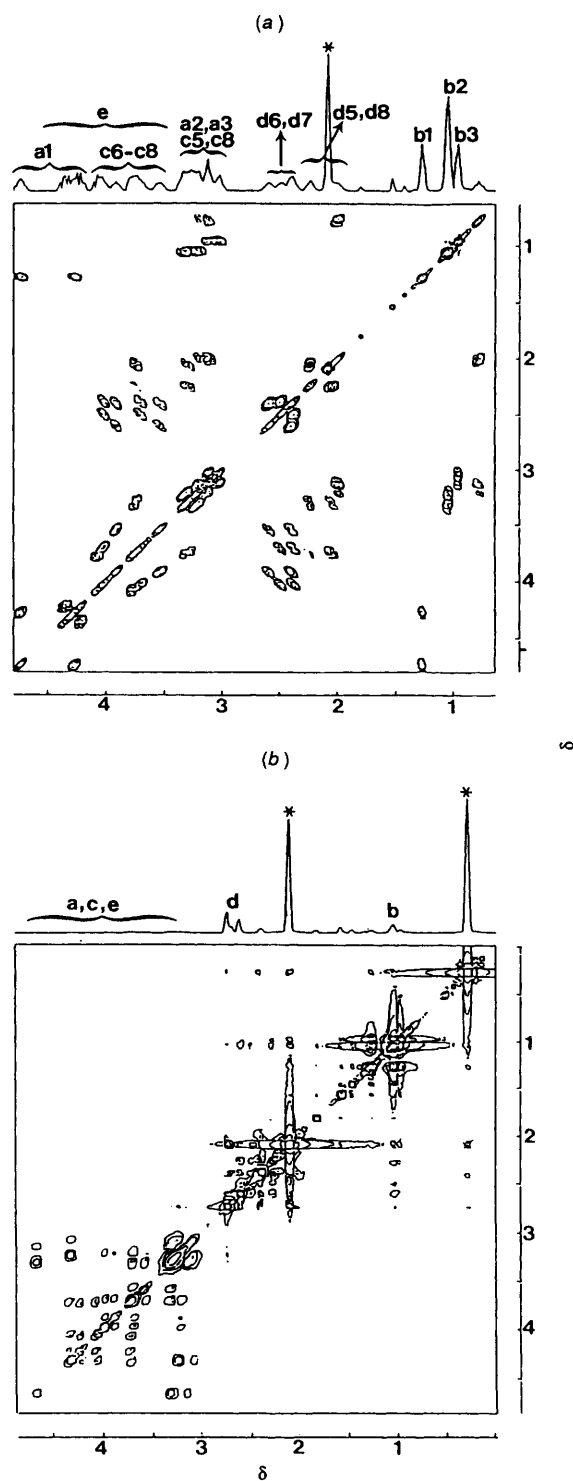 (a)
*
b2
e
a2,a3
d6,d7
d5,d8
b1
b3
a1
c6-c8
c5,c8
1
2
3
4
4
3
2
1
δ
(b)
*
*
a,c,e
d
b
1
2
3
4
4
3
2
1
δ